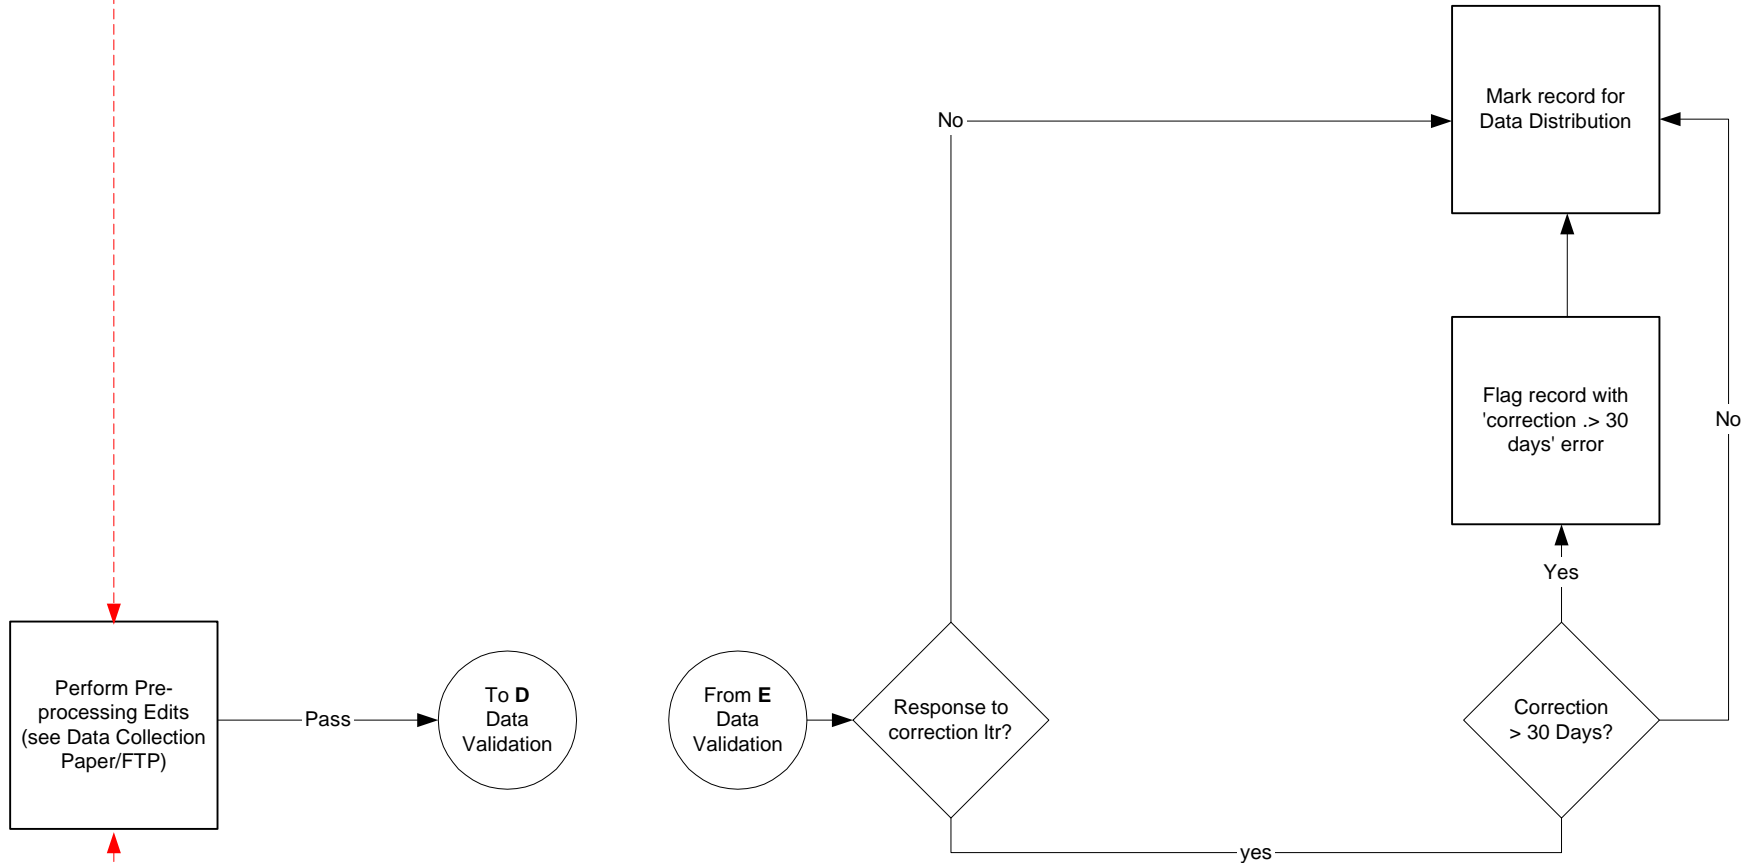 Mark record for
Data Distribution
No
Flag record with
'correction .> 30
days' error
No
Yes
Perform Pre-
processing Edits
(see Data Collection
Paper/FTP)
Pass
To D
Data
Validation
From E
Data
Validation
Response to
correction ltr?
Correction
> 30 Days?
yes